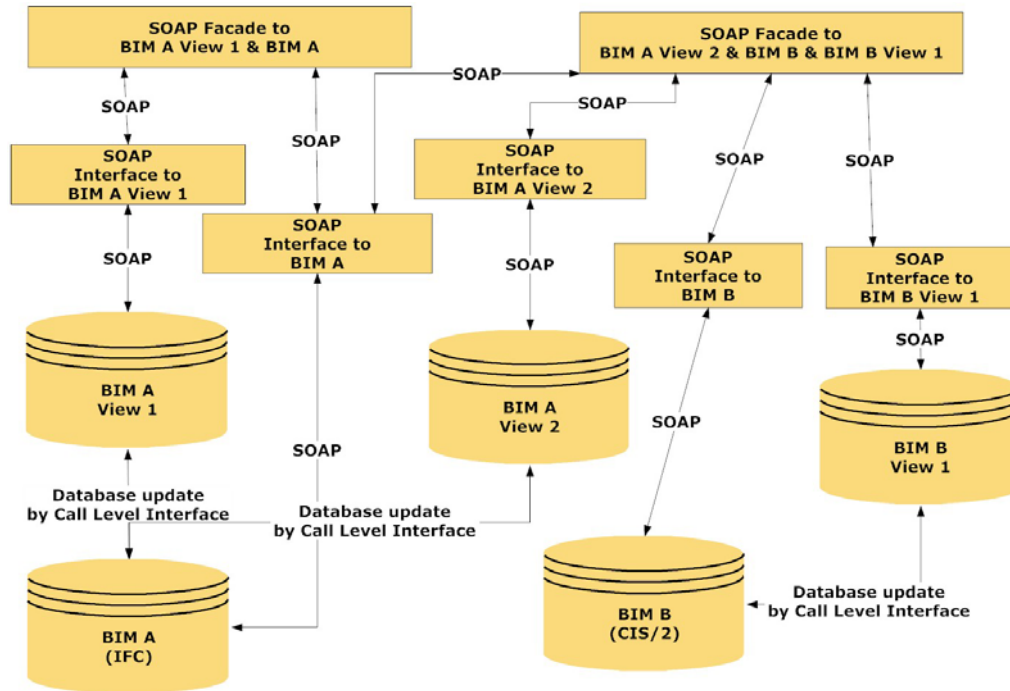 SOAP Facade to
BIM A View 1 & BIM A
SOAP Facade to
BIM A View 2 & BIM B & BIM B View 1
SOAP
SOAP
SOAP
SOAP
SOAP
Interface to
BIM A View 1
SOAP
Interface to
BIM A View 2
SOAP
SOAP
SOAP
Interface to
BIM A
SOAP
Interface to
BIM B
SOAP
Interface to
BIM B View 1
SOAP
SOAP
SOAP
BIM A
View 1
BIM A
View 2
SOAP
BIM B
View 1
SOAP
Database update
by Call Level Interface
Database update
by Call Level Interface
BIM A
(IFC)
BIM B
(CIS/2)
Database update
by Call Level Interface